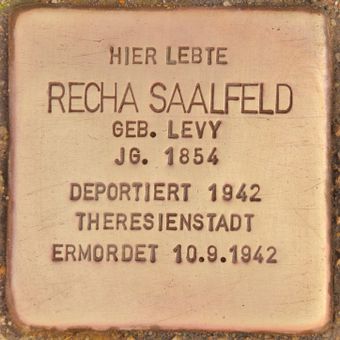 HIER LEBTE
RECHA SAALFELD
GEB. LEVY
JG. 1854
DEPORTIERT 1942
THERESIENSTADT
ERMORDET 10.9.1942